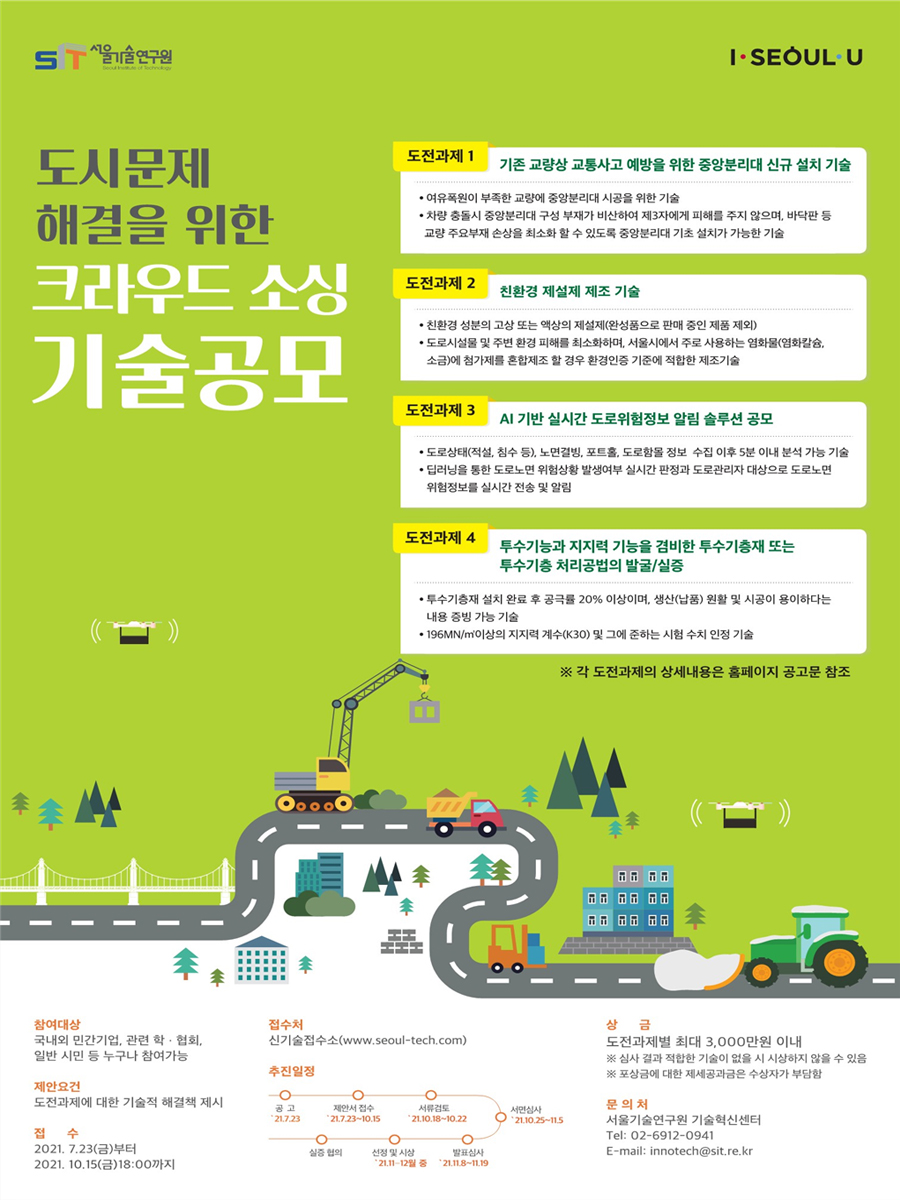 SIT 서울기술연구원
Seoul Institute of Technology
I·SEOUL·U
도시문제
해결을 위한
크라우드 소싱
기술공모
도전과제 1
기존 교량상 교통사고 예방을 위한 중앙분리대 신규 설치 기술
• 여유폭원이 부족한 교량에 중앙분리대 시공을 위한 기술
• 차량 충돌시 중앙분리대 구성 부재가 비산하여 제3자에게 피해를 주지 않으며, 바닥판 등
교량 주요부재 손상을 최소화 할 수 있도록 중앙분리대 기초 설치가 가능한 기술
도전과제 2
친환경 제설제 제조 기술
• 친환경 성분의 고상 또는 액상의 제설제(완성품으로 판매 중인 제품 제외)
• 도로시설물 및 주변 환경 피해를 최소화하며, 서울시에서 주로 사용하는 염화물(염화칼슘,
소금)에 첨가제를 혼합제조 할 경우 환경인증 기준에 적합한 제조기술
도전과제 3
AI 기반 실시간 도로위험정보 알림 솔루션 공모
• 도로상태(적설, 침수 등), 노면결빙, 포트홀, 도로함몰 정보 수집 이후 5분 이내 분석 가능 기술
• 딥러닝을 통한 도로노면 위험상황 발생여부 실시간 판정과 도로관리자 대상으로 도로노면
위험정보를 실시간 전송 및 알림
도전과제 4
투수기능과 지지력 기능을 겸비한 투수기층재 또는
투수기층 처리공법의 발굴/실증
• 투수기층재 설치 완료 후 공극률 20% 이상이며, 생산(납품) 원활 및 시공이 용이하다는
내용 증빙 가능 기술
• 196MN/㎥이상의 지지력 계수(K30) 및 그에 준하는 시험 수치 인정 기술
※ 각 도전과제의 상세내용은 홈페이지 공고문 참조
참여대상
국내외 민간기업, 관련 학·협회,
일반 시민 등 누구나 참여가능
제안요건
도전과제에 대한 기술적 해결책 제시
접 수
2021. 7.23(금)부터
2021. 10.15(금)18:00까지
접수처
신기술접수소(www.seoul-tech.com)
추진일정
공 고
'21.7.23
제안서 접수
'21.7.23~10.15
서류검토
'21.10.18~10.22
서면심사
'21.10.25~11.5
실증 협의
선정 및 시상
'21.11~12월 중
발표심사
'21.11.8~11.19
상 금
도전과제별 최대 3,000만원 이내
※ 심사 결과 적합한 기술이 없을 시 시상하지 않을 수 있음
※ 포상금에 대한 제세공과금은 수상자가 부담함
문 의 처
서울기술연구원 기술혁신센터
Tel: 02-6912-0941
E-mail: innotech@sit.re.kr